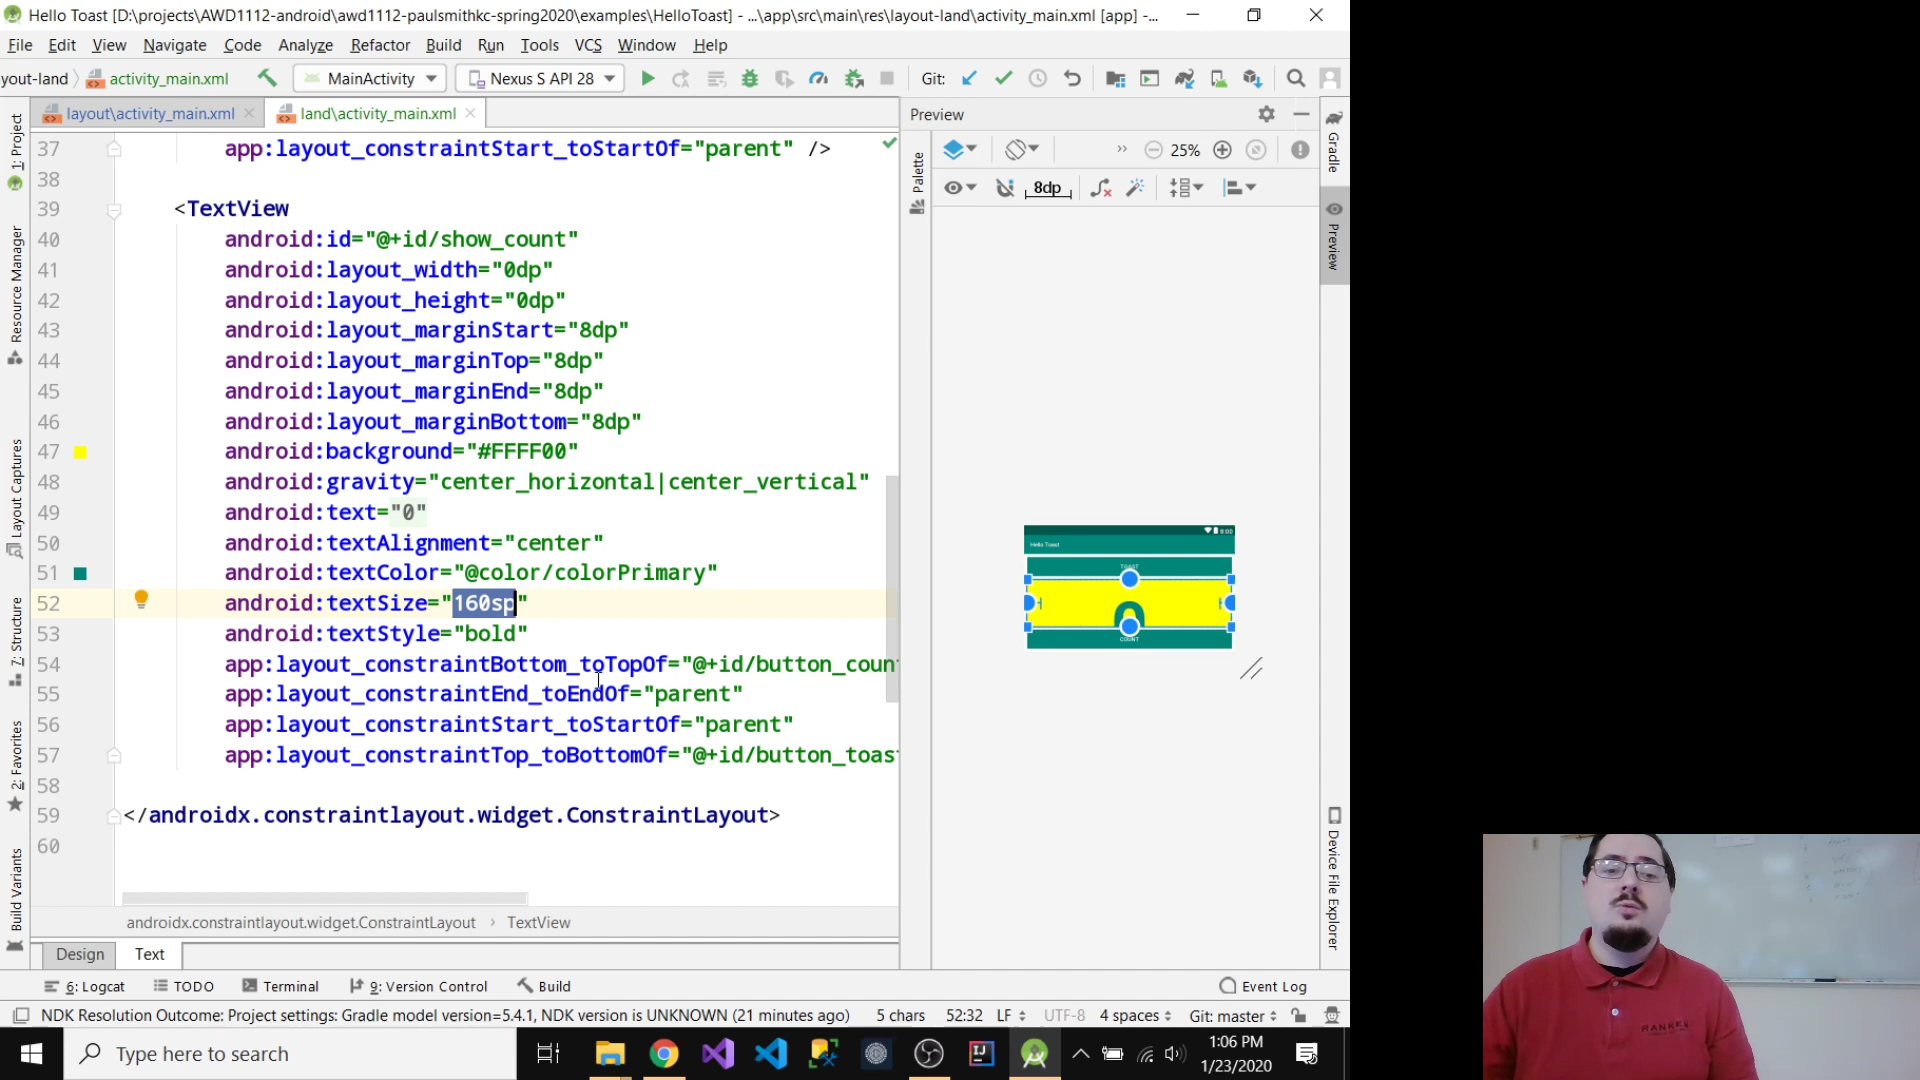 Hello Toast [D:\projects\AWD1112-android\awd1112-paulsmithkc-spring2020\examples\HelloToast] - ...\app\src\main\res\layout-land\activity_main.xml [app] -...
File Edit View Navigate Code Analyze Refactor Build Run Tools VCS Window Help
yout-land activity_main.xml MainActivity Nexus S API 28 Git:
layout\activity_main.xml land\activity_main.xml Preview
37 app:layout_constraintStart_toStartOf="parent" />
38
39 <TextView
40 android:id="@+id/show_count"
41 android:layout_width="0dp"
42 android:layout_height="0dp"
43 android:layout_marginStart="8dp"
44 android:layout_marginTop="8dp"
45 android:layout_marginEnd="8dp"
46 android:layout_marginBottom="8dp"
47 android:background="#FFFF00"
48 android:gravity="center_horizontal|center_vertical"
49 android:text="0"
50 android:textAlignment="center"
51 android:textColor="@color/colorPrimary"
52 android:textSize="160sp"
53 android:textStyle="bold"
54 app:layout_constraintBottom_toTopOf="@+id/button_coun
55 app:layout_constraintEnd_toEndOf="parent"
56 app:layout_constraintStart_toStartOf="parent"
57 app:layout_constraintTop_toBottomOf="@+id/button_toas
58
59 </androidx.constraintlayout.widget.ConstraintLayout>
60
androidx.constraintlayout.widget.ConstraintLayout › TextView
Design Text
1: Project
Resource Manager
Layout Captures
7: Structure
2: Favorites
Build Variants
Palette
25%
8dp
Hello Toast
8:00
TOAST
0
COUNT
Gradle
Preview
Device File Explorer
6: Logcat TODO Terminal 9: Version Control Build Event Log
NDK Resolution Outcome: Project settings: Gradle model version=5.4.1, NDK version is UNKNOWN (21 minutes ago) 5 chars 52:32 LF UTF-8 4 spaces Git: master
Type here to search
1:06 PM
1/23/2020